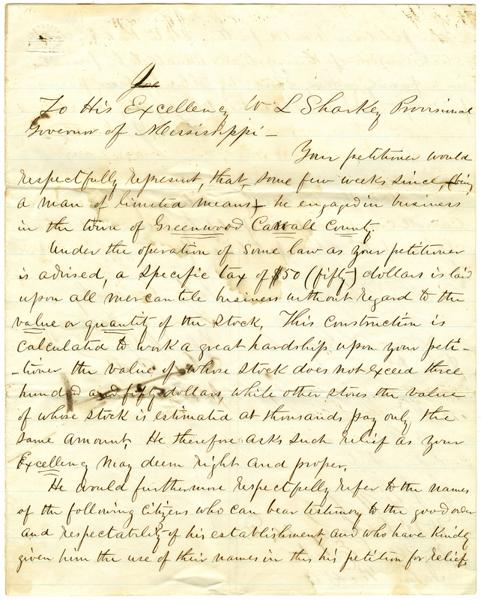 To His Excellency W L Sharkey Provisional
Governor of Mississippi –
Your petitioner would
respectfully represent, that, some few weeks since, being
a man of limited means, he engaged in business
in the town of Greenwood Carroll County
Under the operation of some law as your petitioner
is advised, a specific tax of $50 (fifty) dollars is laid
upon all mercantile business without regard to the
value or quantity of the stock. This construction is
calculated to work a great hardship upon your peti-
-tioner the value of whose stock does not exceed three
hundred and fifty dollars, while other stores the value
of whose stock is estimated at thousands pay only the
same amount. He therefore asks such relief as your
Excellency may deem right and proper.
He would furthermore respectfully refer to the names
of the following citizens who can bear testimony to the good order
and respectability of his establishment, and who have kindly
given him the use of their names in this his petition for relief.